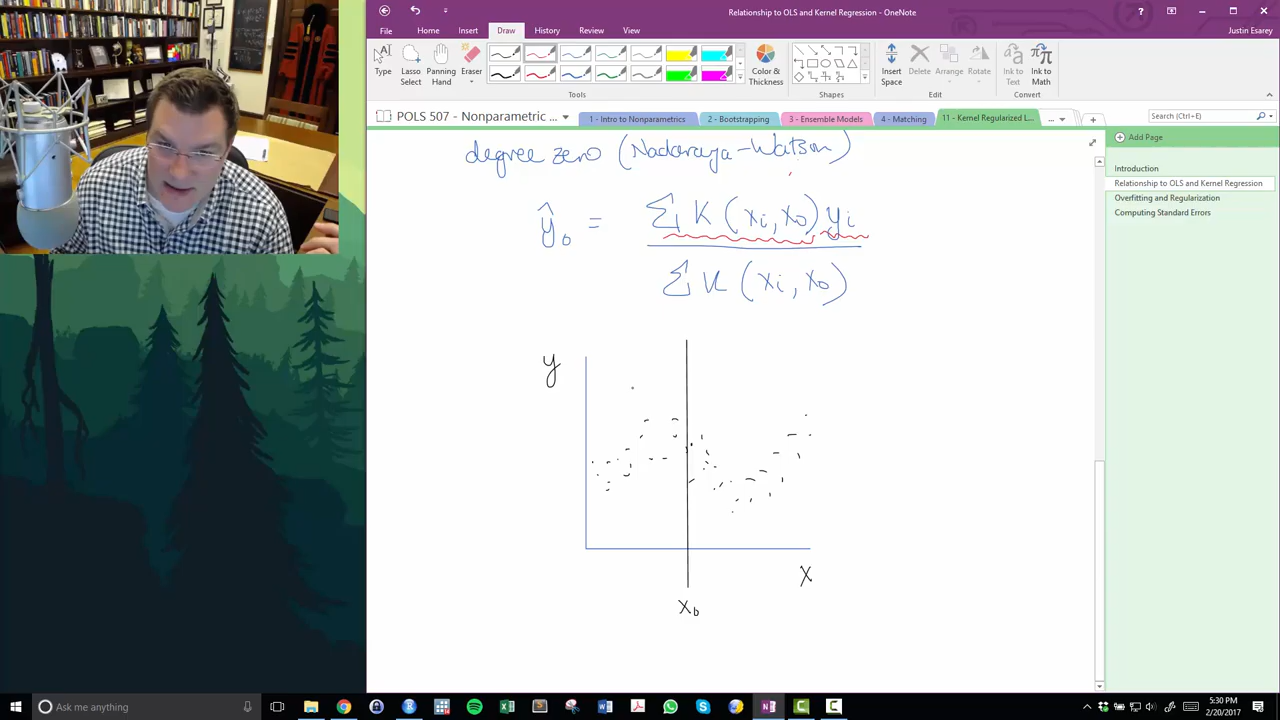 Relationship to OLS and Kernel Regression - OneNote
Justin Esarey
File Home Insert Draw History Review View
Type Lasso Select Panning Hand Eraser Color & Thickness Insert Space Delete Arrange Rotate Ink to Text Ink to Math
Tools Shapes Edit Convert
POLS 507 - Nonparametric ... 1 - Intro to Nonparametrics 2 - Bootstrapping 3 - Ensemble Models 4 - Matching 11 - Kernel Regularized L... Search (Ctrl+E)
Add Page
Introduction
Relationship to OLS and Kernel Regression
Overfitting and Regularization
Computing Standard Errors
degree zero (Nadaraya-Watson)
ŷ₀ = Σ K (xi, x₀) yi
Σ K (xi, x₀)
y
X
X₀
Ask me anything
5:30 PM
2/20/2017